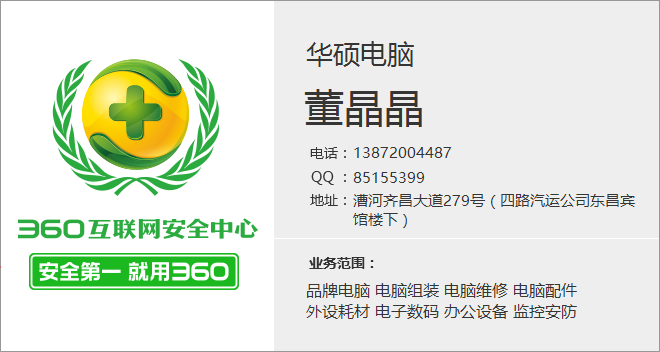 360互联网安全中心
安全第一 就用360
华硕电脑
董晶晶
电话：13872004487
QQ ：85155399
地址：漕河齐昌大道279号（四路汽运公司东昌宾
馆楼下）
业务范围：
品牌电脑 电脑组装 电脑维修 电脑配件
外设耗材 电子数码 办公设备 监控安防